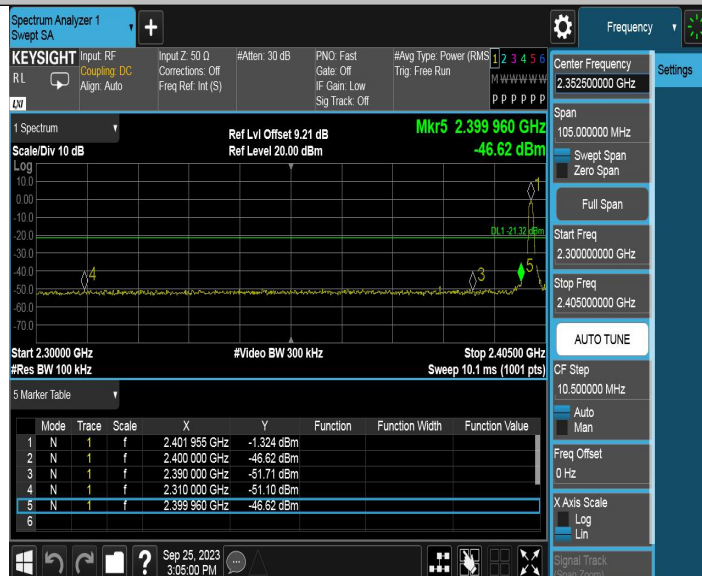 Spectrum Analyzer 1
Swept SA
+
Frequency
KEYSIGHT
RL
LXI
Input: RF
Coupling: DC
Align: Auto
Input Z: 50 Ω
Corrections: Off
Freq Ref: Int (S)
#Atten: 30 dB
PNO: Fast
Gate: Off
IF Gain: Low
Sig Track: Off
#Avg Type: Power (RMS
Trig: Free Run
1 2 3 4 5 6
M W W W W W
P P P P P P
Settings
1 Spectrum
Scale/Div 10 dB
Ref Lvl Offset 9.21 dB
Ref Level 20.00 dBm
Mkr5 2.399 960 GHz
-46.62 dBm
Log
10.0
0.00
-10.0
-20.0
-30.0
-40.0
-50.0
-60.0
-70.0
1
DL1 -21.32 dBm
4
3
5
Start 2.30000 GHz
#Res BW 100 kHz
#Video BW 300 kHz
Stop 2.40500 GHz
Sweep 10.1 ms (1001 pts)
5 Marker Table
Mode Trace Scale X Y Function Function Width Function Value
1 N 1 f 2.401 955 GHz -1.324 dBm
2 N 1 f 2.400 000 GHz -46.62 dBm
3 N 1 f 2.390 000 GHz -51.71 dBm
4 N 1 f 2.310 000 GHz -51.10 dBm
5 N 1 f 2.399 960 GHz -46.62 dBm
6
Center Frequency
2.352500000 GHz
Span
105.000000 MHz
Swept Span
Zero Span
Full Span
Start Freq
2.300000000 GHz
Stop Freq
2.405000000 GHz
AUTO TUNE
CF Step
10.500000 MHz
Auto
Man
Freq Offset
0 Hz
X Axis Scale
Log
Lin
Signal Track
(Span Zoom)
?
Sep 25, 2023
3:05:00 PM